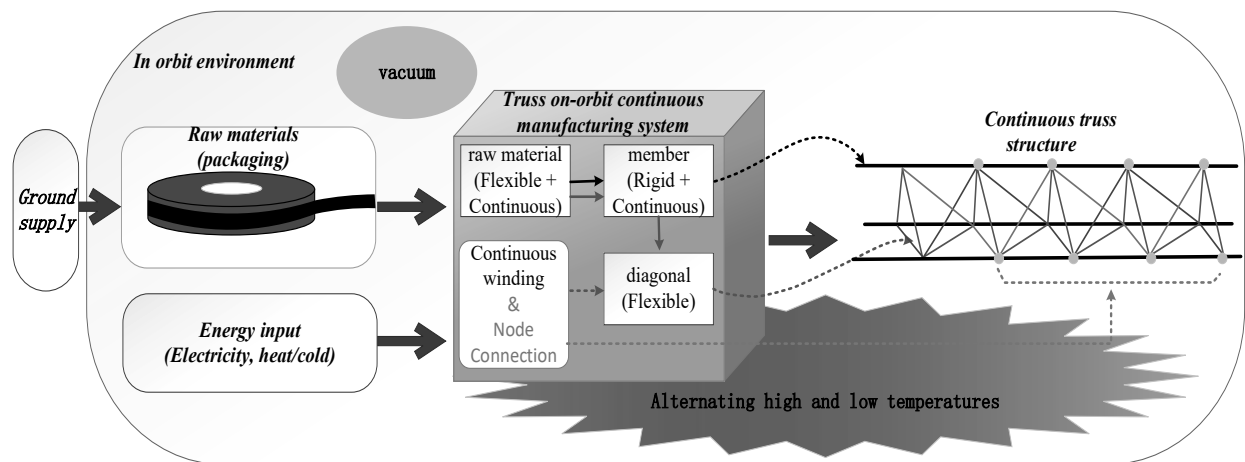 In orbit environment
vacuum
Ground
supply
Raw materials
(packaging)
Energy input
(Electricity, heat/cold)
Truss on-orbit continuous
manufacturing system
raw material
(Flexible +
Continuous)
member
(Rigid +
Continuous)
Continuous
winding
&
Node
Connection
diagonal
(Flexible)
Continuous truss
structure
Alternating high and low temperatures